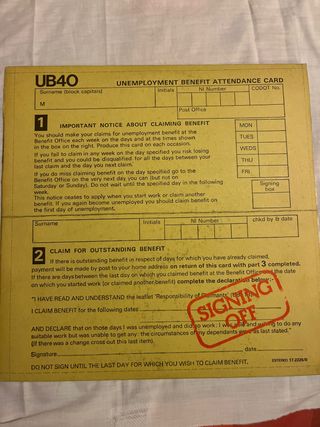 UB40 UNEMPLOYMENT BENEFIT ATTENDANCE CARD
Surname (block capitals) Initials NI Number CODOT No.
M
Post Office
1 IMPORTANT NOTICE ABOUT CLAIMING BENEFIT
You should make your claims for unemployment benefit at the
Benefit Office each week on the days and at the times shown
in the box on the right. Produce this card on each occasion.
If you fail to claim in any week on the day specified you risk losing
benefit and you could be disqualified for all the days between your
last claim and the day you next claim.
If you do miss claiming benefit on the day specified go to the
Benefit Office on the very next day you can (but not on
Saturday or Sunday). Do not wait until the specified day in the following
week.
This notice ceases to apply when you start work or claim another
benefit. If you again become unemployed you should claim benefit on
the first day of unemployment.
MON
TUES
WEDS
THU
FRI
Signing
box
Surname Initials NI Number chkd by & date
2 CLAIM FOR OUTSTANDING BENEFIT
If there is outstanding benefit in respect of days for which you have already claimed,
payment will be made by post to your home address on return of this card with part 3 completed.
If there are days between the last day on which you claimed benefit at the Benefit Office and the date
on which you started work (or claimed another benefit) complete the declaration below:-
"I HAVE READ AND UNDERSTAND the leaflet 'Responsibility of Claimants'
I CLAIM BENEFIT for the following dates
SIGNING
OFF
AND DECLARE that on those days I was unemployed and did no work: I was able and willing to do any
suitable work but was unable to get any: the circumstances of my dependants were as last stated."
(If there was a change cross out this last item).
Signature date
DO NOT SIGN UNTIL THE LAST DAY FOR WHICH YOU WISH TO CLAIM BENEFIT.